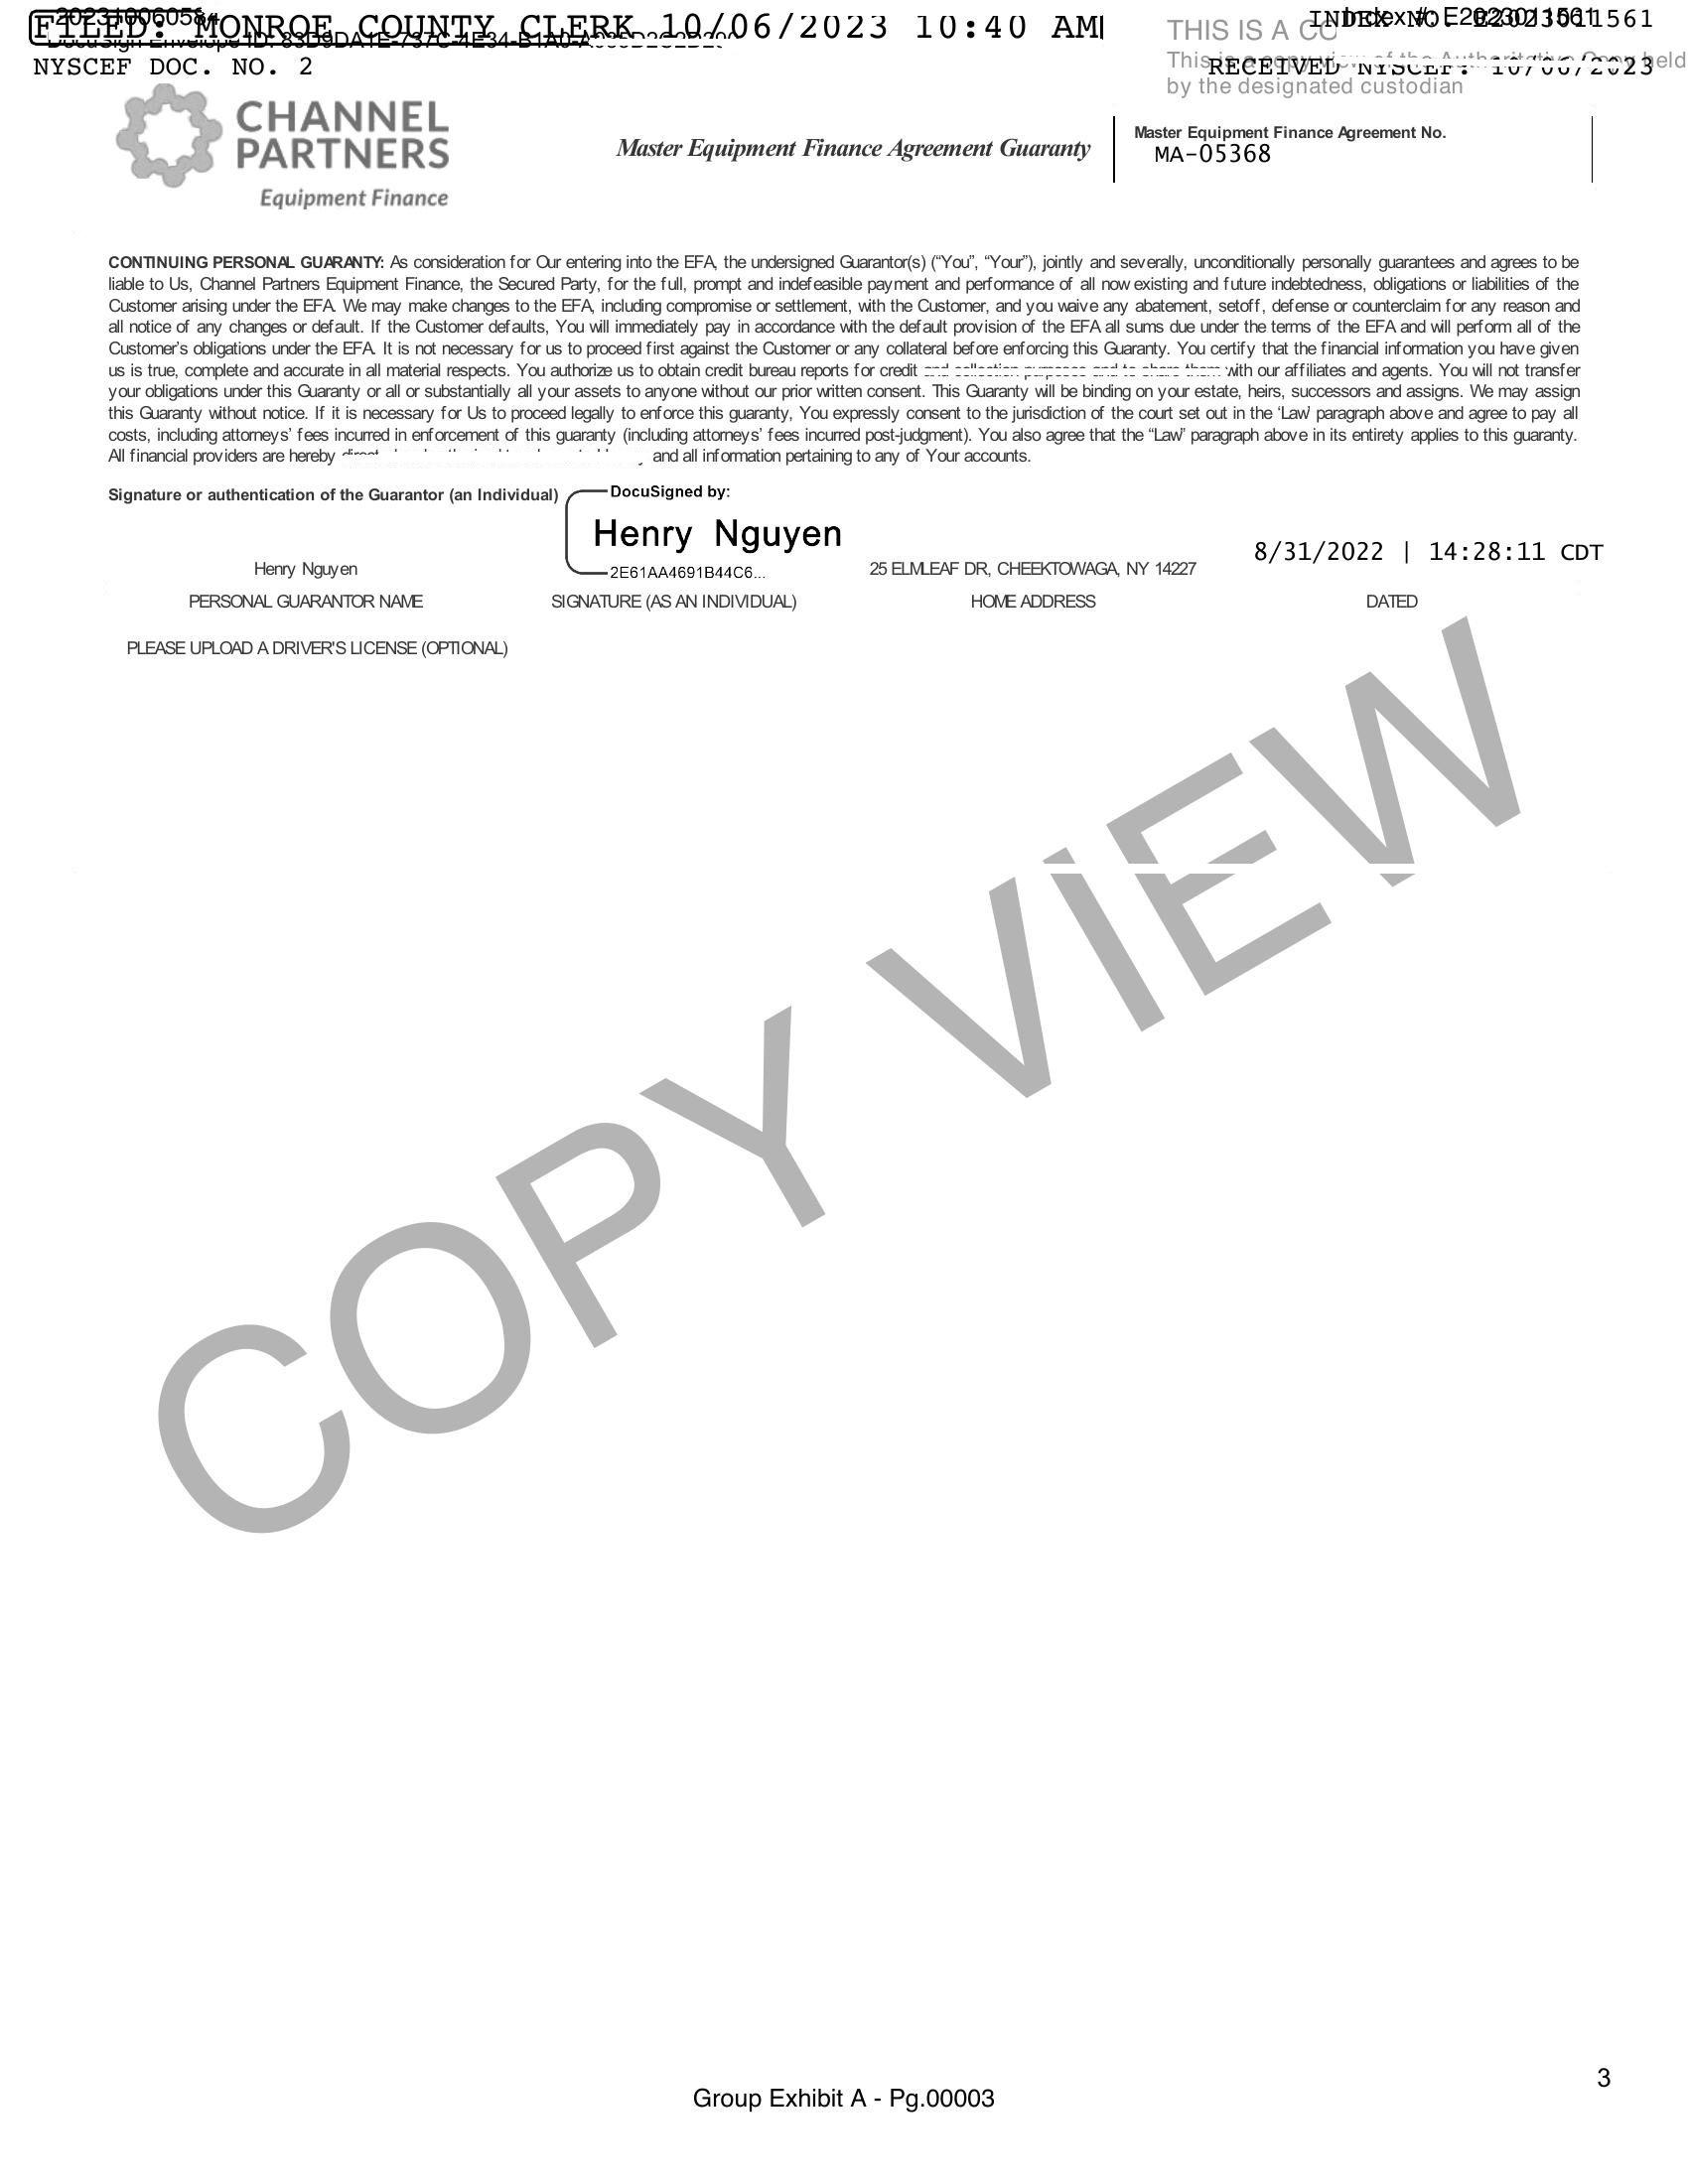 202310060584
FILED: MONROE COUNTY CLERK 10/06/2023 10:40 AM
INDEX NO. E2023011561
Index #: E2023011561
THIS IS A CO
NYSCEF DOC. NO. 2
RECEIVED NYSCEF: 10/06/2023
by the designated custodian
CHANNEL
PARTNERS
Equipment Finance
Master Equipment Finance Agreement Guaranty
Master Equipment Finance Agreement No.
MA-05368
CONTINUING PERSONAL GUARANTY: As consideration for Our entering into the EFA, the undersigned Guarantor(s) (“You”, “Your”), jointly and severally, unconditionally personally guarantees and agrees to be
liable to Us, Channel Partners Equipment Finance, the Secured Party, for the full, prompt and indefeasible payment and performance of all now existing and future indebtedness, obligations or liabilities of the
Customer arising under the EFA. We may make changes to the EFA, including compromise or settlement, with the Customer, and you waive any abatement, setoff, defense or counterclaim for any reason and
all notice of any changes or default. If the Customer defaults, You will immediately pay in accordance with the default provision of the EFA all sums due under the terms of the EFA and will perform all of the
Customer’s obligations under the EFA. It is not necessary for us to proceed first against the Customer or any collateral before enforcing this Guaranty. You certify that the financial information you have given
us is true, complete and accurate in all material respects. You authorize us to obtain credit bureau reports for credit and collection purposes and to share them with our affiliates and agents. You will not transfer
your obligations under this Guaranty or all or substantially all your assets to anyone without our prior written consent. This Guaranty will be binding on your estate, heirs, successors and assigns. We may assign
this Guaranty without notice. If it is necessary for Us to proceed legally to enforce this guaranty, You expressly consent to the jurisdiction of the court set out in the ‘Law’ paragraph above and agree to pay all
costs, including attorneys’ fees incurred in enforcement of this guaranty (including attorneys’ fees incurred post-judgment). You also agree that the “Law” paragraph above in its entirety applies to this guaranty.
All financial providers are hereby and all information pertaining to any of Your accounts.
Signature or authentication of the Guarantor (an Individual)
DocuSigned by:
Henry Nguyen
2E61AA4691B44C6...
Henry Nguyen
25 ELMLEAF DR, CHEEKTOWAGA, NY 14227
8/31/2022 | 14:28:11 CDT
PERSONAL GUARANTOR NAME SIGNATURE (AS AN INDIVIDUAL) HOME ADDRESS DATED
PLEASE UPLOAD A DRIVER'S LICENSE (OPTIONAL)
COPY VIEW
3
Group Exhibit A - Pg.00003